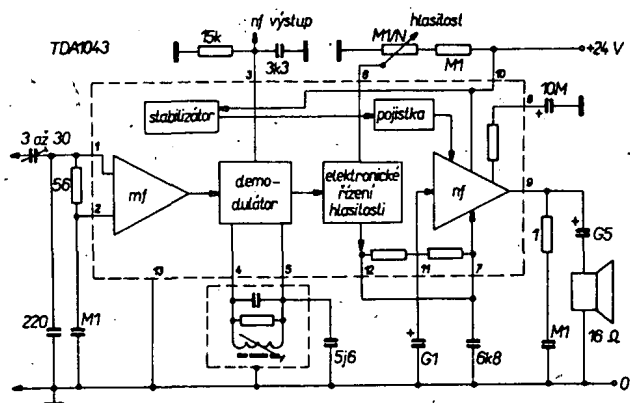 TDA1043
nf výstup
hlasitost
15k
3k3
M1/N
M1
+24 V
3
6
10
10M
+
8
stabilizátor
pojistka
3 až 30
1
56
2
mf
demo-
dulátor
elektronické
řízení
hlasitosti
nf
9
+
G5
1
13
4
5
12
11
7
16 Ω
220
M1
5j6
+
G1
6k8
M1
0